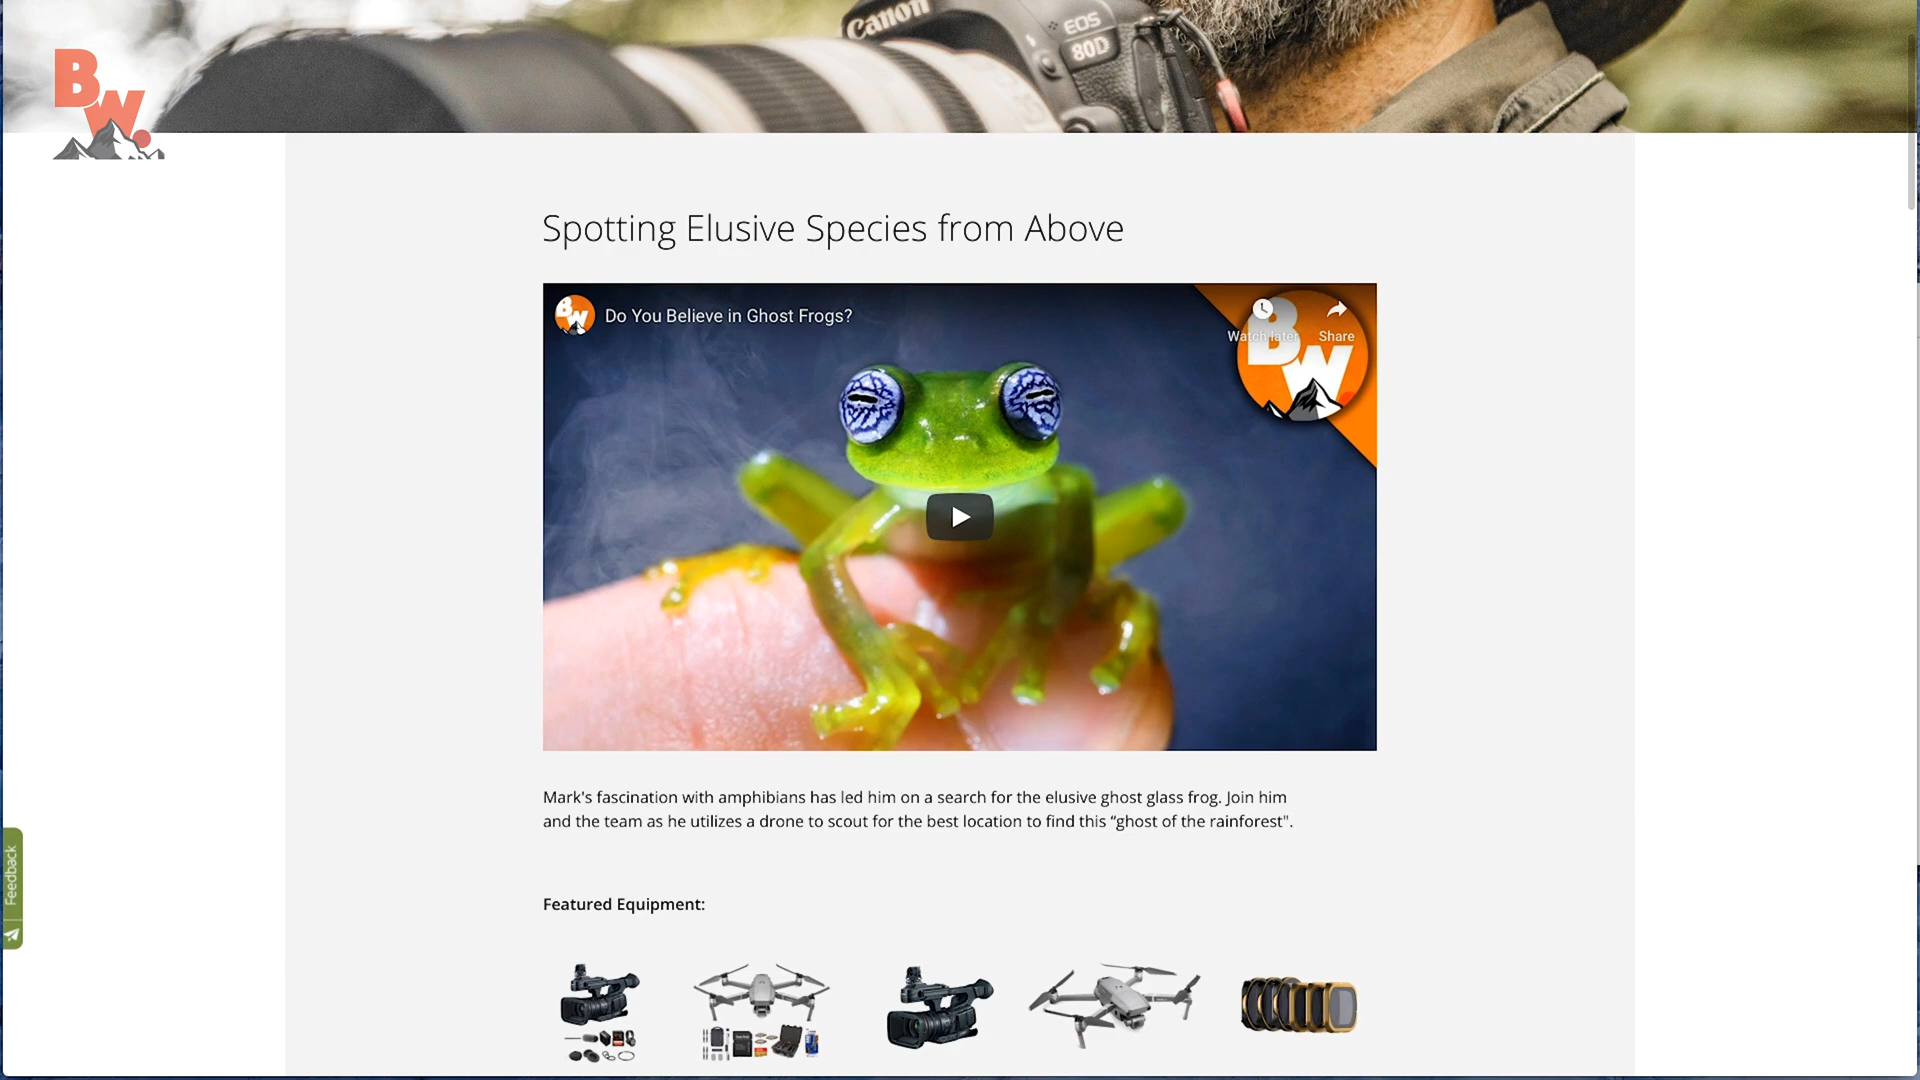 Canon
EOS
80D
BW.
Spotting Elusive Species from Above
BW
Do You Believe in Ghost Frogs?
Watch later
Share
BW
Mark's fascination with amphibians has led him on a search for the elusive ghost glass frog. Join him
and the team as he utilizes a drone to scout for the best location to find this “ghost of the rainforest".
Feedback
Featured Equipment: